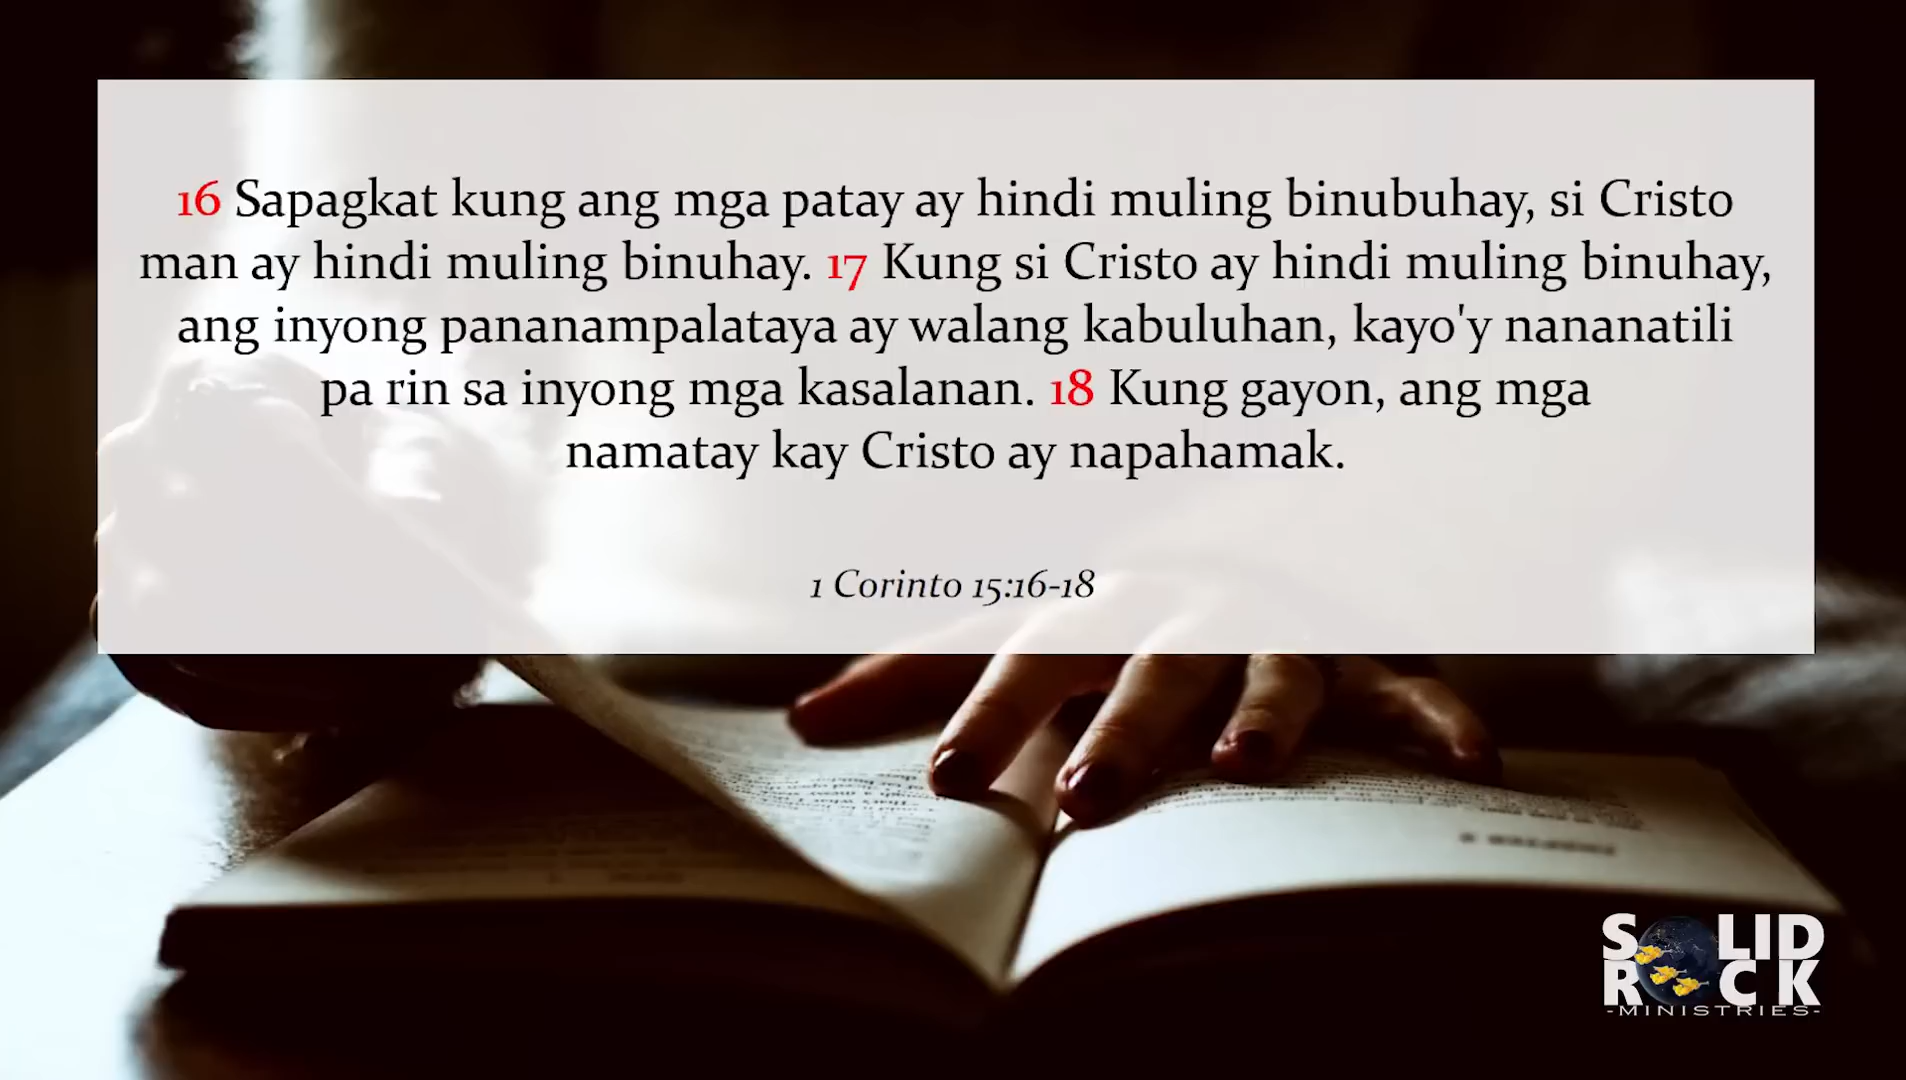 16 Sapagkat kung ang mga patay ay hindi muling binubuhay, si Cristo
man ay hindi muling binuhay. 17 Kung si Cristo ay hindi muling binuhay,
ang inyong pananampalataya ay walang kabuluhan, kayo'y nananatili
pa rin sa inyong mga kasalanan. 18 Kung gayon, ang mga
namatay kay Cristo ay napahamak.
1 Corinto 15:16-18
SOLID
ROCK
-MINISTRIES-